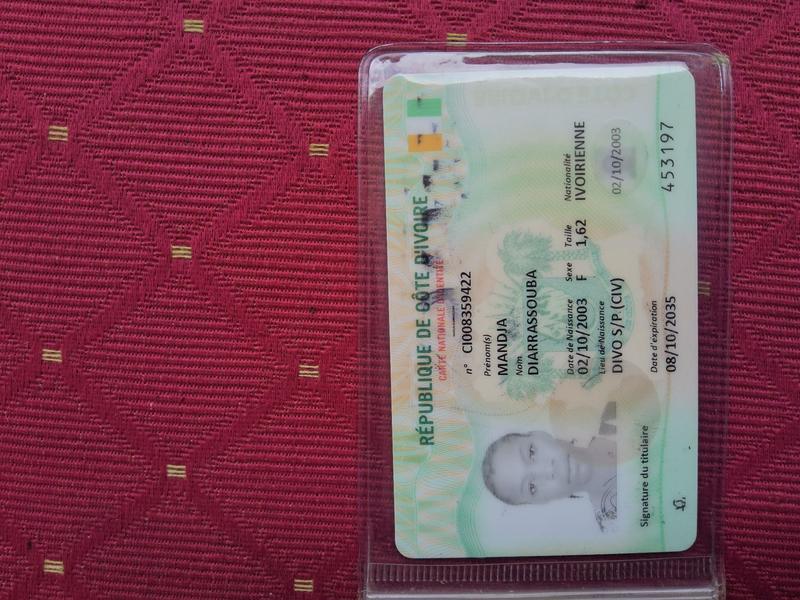 RÉPUBLIQUE DE CÔTE D'IVOIRE
CARTE NATIONALE D'IDENTITÉ
n° CI008359422
Prénom(s)
MANDJA
Nom
DIARRASSOUBA
Date de Naissance Sexe Taille Nationalité
02/10/2003 F 1,62 IVOIRIENNE
Lieu de Naissance
DIVO S/P (CIV)
02/10/2003
Date d'expiration
08/10/2035
453197
Signature du titulaire